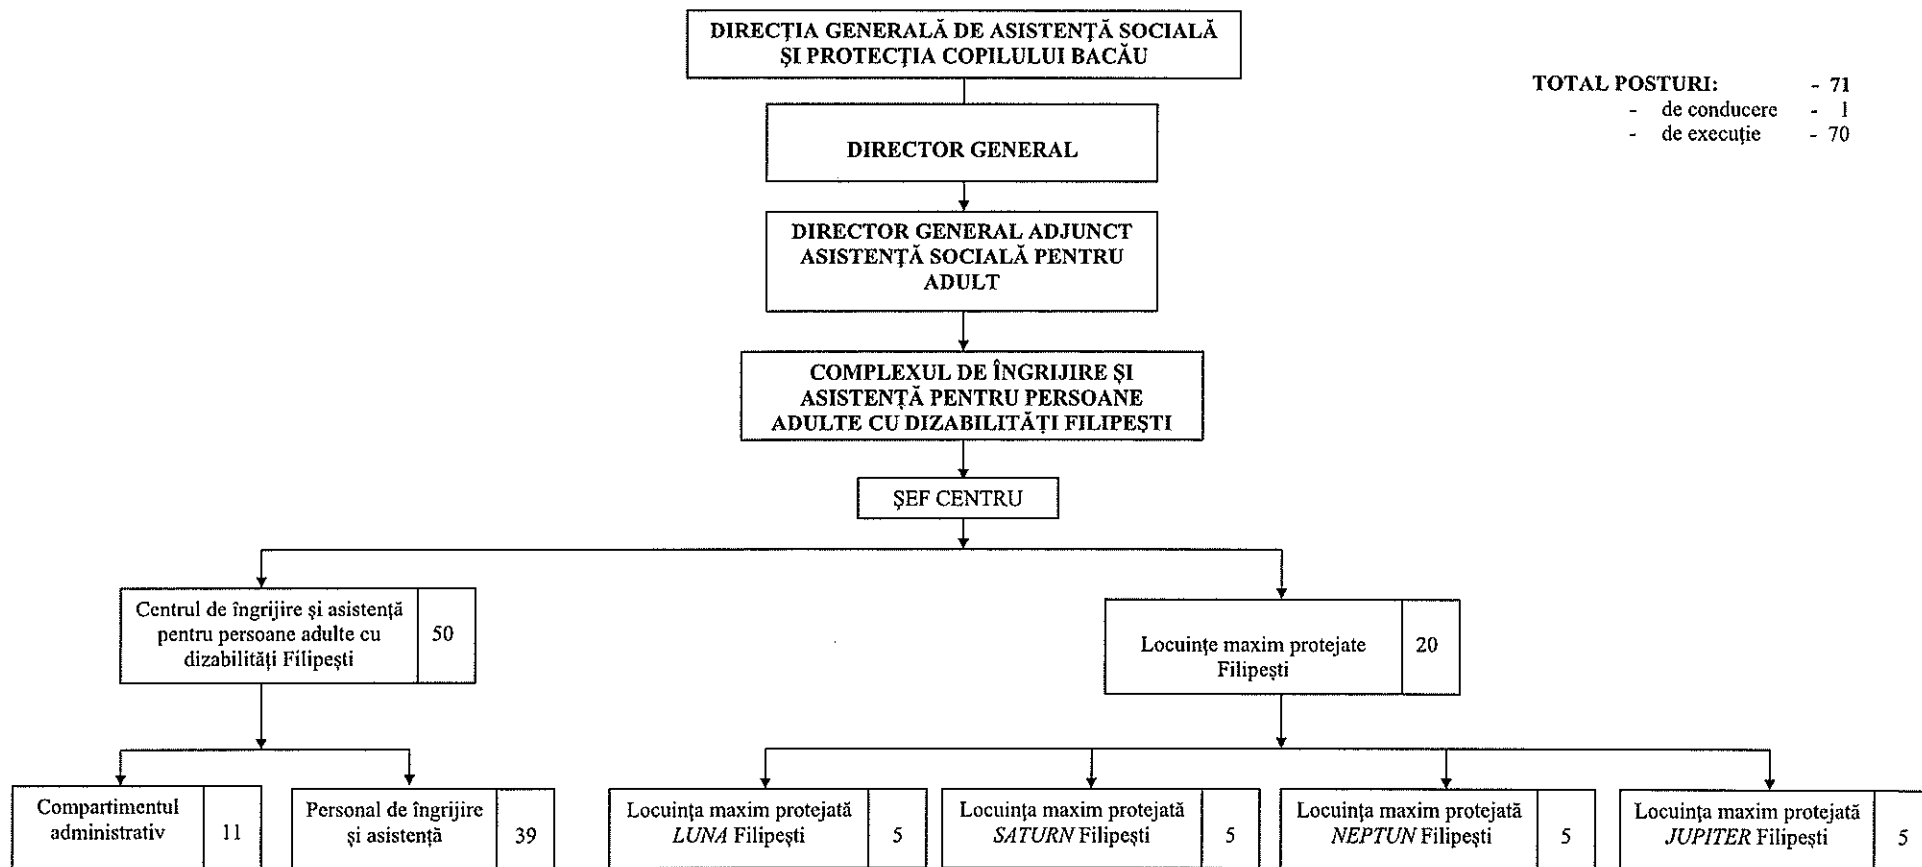 DIRECȚIA GENERALĂ DE ASISTENȚĂ SOCIALĂ
ȘI PROTECȚIA COPILULUI BACĂU
TOTAL POSTURI: - 71
- de conducere - 1
- de execuție - 70
DIRECTOR GENERAL
DIRECTOR GENERAL ADJUNCT
ASISTENȚĂ SOCIALĂ PENTRU
ADULT
COMPLEXUL DE ÎNGRIJIRE ȘI
ASISTENȚĂ PENTRU PERSOANE
ADULTE CU DIZABILITĂȚI FILIPEȘTI
ȘEF CENTRU
Centrul de îngrijire și asistență
pentru persoane adulte cu
dizabilități Filipești
50
Locuințe maxim protejate
Filipești
20
Compartimentul
administrativ
11
Personal de îngrijire
și asistență
39
Locuința maxim protejată
LUNA Filipești
5
Locuința maxim protejată
SATURN Filipești
5
Locuința maxim protejată
NEPTUN Filipești
5
Locuința maxim protejată
JUPITER Filipești
5